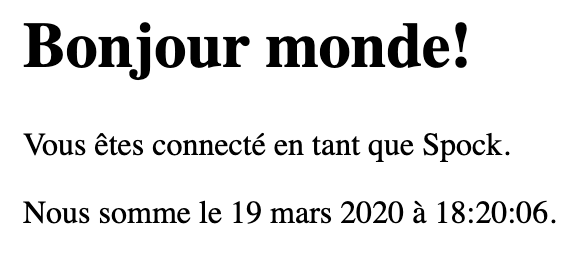 Bonjour monde!
Vous êtes connecté en tant que Spock.
Nous somme le 19 mars 2020 à 18:20:06.